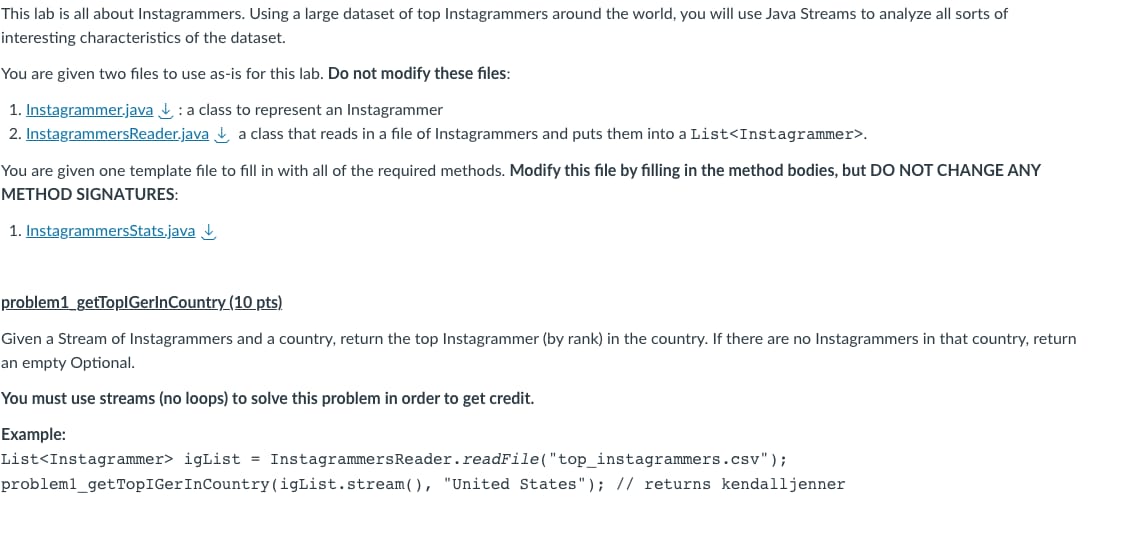 This lab is all about Instagrammers. Using a large dataset of top Instagrammers around the world, you will use Java Streams to analyze all sorts of
interesting characteristics of the dataset.
You are given two files to use as-is for this lab. Do not modify these files:
1. Instagrammer.java : a class to represent an Instagrammer
2. InstagrammersReader.java a class that reads in a file of Instagrammers and puts them into a List<Instagrammer>.
You are given one template file to fill in with all of the required methods. Modify this file by filling in the method bodies, but DO NOT CHANGE ANY
METHOD SIGNATURES:
1. InstagrammersStats.java
problem1_getTopIGerInCountry (10 pts)
Given a Stream of Instagrammers and a country, return the top Instagrammer (by rank) in the country. If there are no Instagrammers in that country, return
an empty Optional.
You must use streams (no loops) to solve this problem in order to get credit.
Example:
List<Instagrammer> igList = InstagrammersReader.readFile("top_instagrammers.csv");
problem1_getTopIGerInCountry(igList.stream(), "United States"); // returns kendalljenner